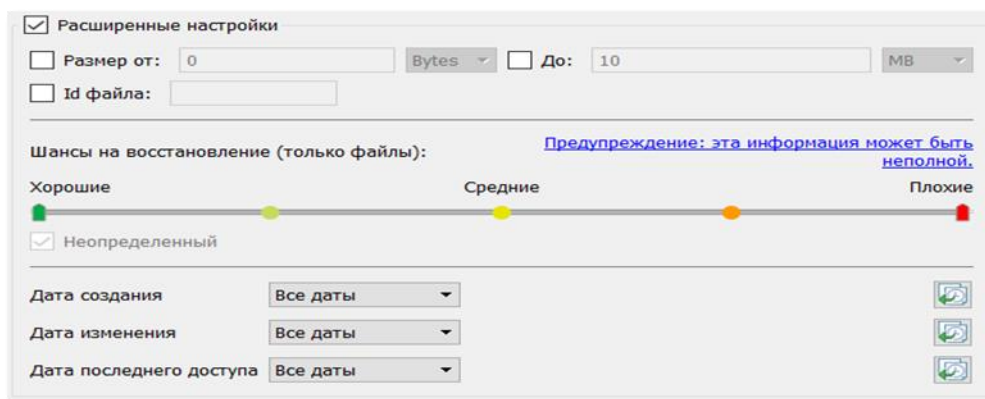 Расширенные настройки
Размер от: 0 Bytes До: 10 MB
Id файла:
Шансы на восстановление (только файлы): Предупреждение: эта информация может быть
неполной.
Хорошие Средние Плохие
Неопределенный
Дата создания Все даты
Дата изменения Все даты
Дата последнего доступа Все даты